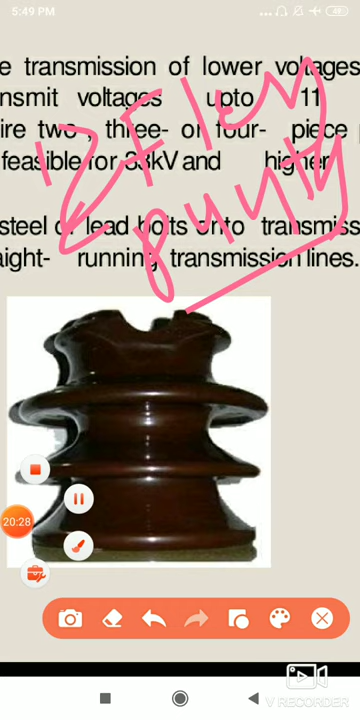 5:49 PM
48
e transmission of lower voltages
nsmit voltages upto 11
ire two, three- or four- piece p
feasible for 33kV and higher
steel or lead bolts onto transmiss
aight- running transmission lines.
20:28
V RECORDER